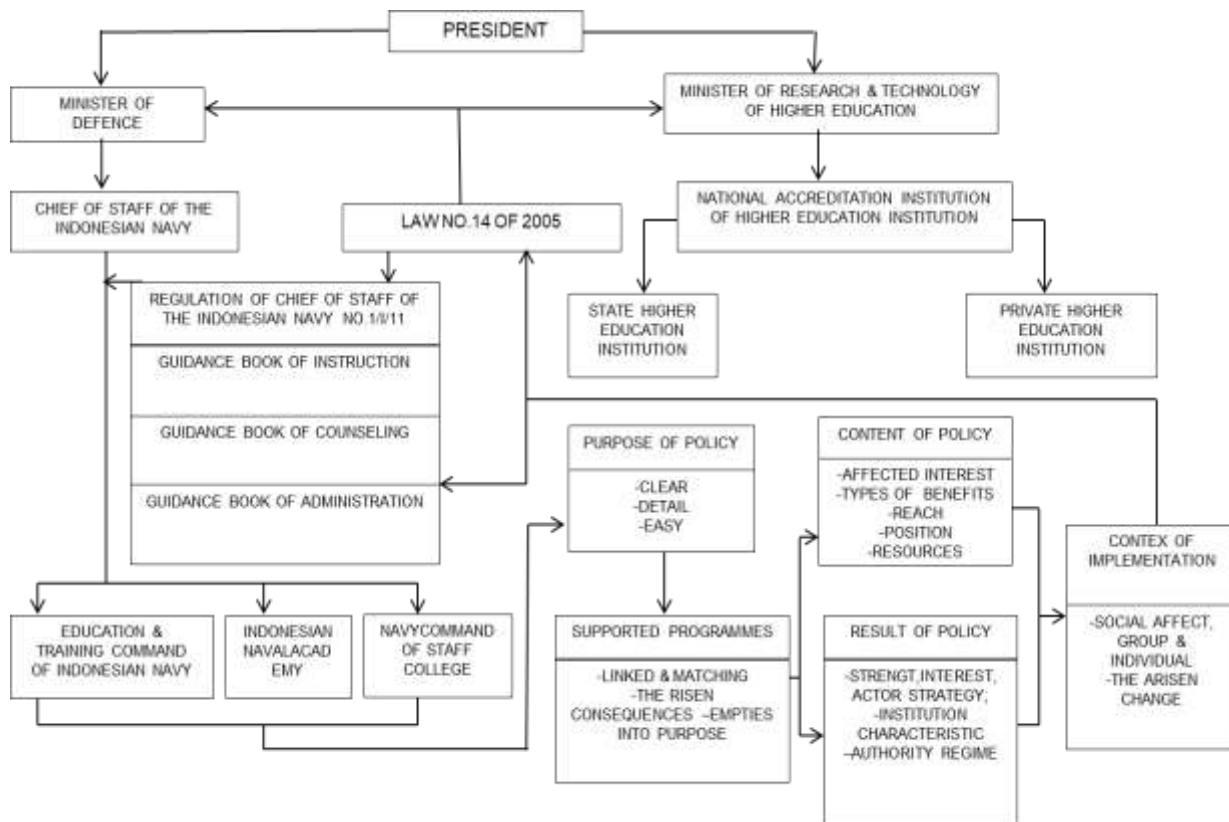 PRESIDENT
MINISTER OF
DEFENCE
MINISTER OF RESEARCH & TECHNOLOGY
OF HIGHER EDUCATION
CHIEF OF STAFF OF THE
INDONESIAN NAVY
LAW NO.14 OF 2005
NATIONAL ACCREDITATION INSTITUTION
OF HIGHER EDUCATION INSTITUTION
REGULATION OF CHIEF OF STAFF OF
THE INDONESIAN NAVY NO.1/I/11
STATE HIGHER
EDUCATION
INSTITUTION
PRIVATE HIGHER
EDUCATION
INSTITUTION
GUIDANCE BOOK OF INSTRUCTION
GUIDANCE BOOK OF COUNSELING
GUIDANCE BOOK OF ADMINISTRATION
PURPOSE OF POLICY
-CLEAR
-DETAIL
-EASY
CONTENT OF POLICY
-AFFECTED INTEREST
-TYPES OF BENEFITS
-REACH
-POSITION
-RESOURCES
CONTEX OF
IMPLEMENTATION
-SOCIAL AFFECT,
GROUP &
INDIVIDUAL
-THE ARISEN
CHANGE
EDUCATION &
TRAINING COMMAND
OF INDONESIAN NAVY
INDONESIAN
NAVALACAD
EMY
NAVYCOMMAND
OF STAFF
COLLEGE
SUPPORTED PROGRAMMES
-LINKED & MATCHING
-THE RISEN
CONSEQUENCES -EMPTIES
INTO PURPOSE
RESULT OF POLICY
-STRENGT,INTEREST,
ACTOR STRATEGY,
-INSTITUTION
CHARACTERISTIC
-AUTHORITY REGIME